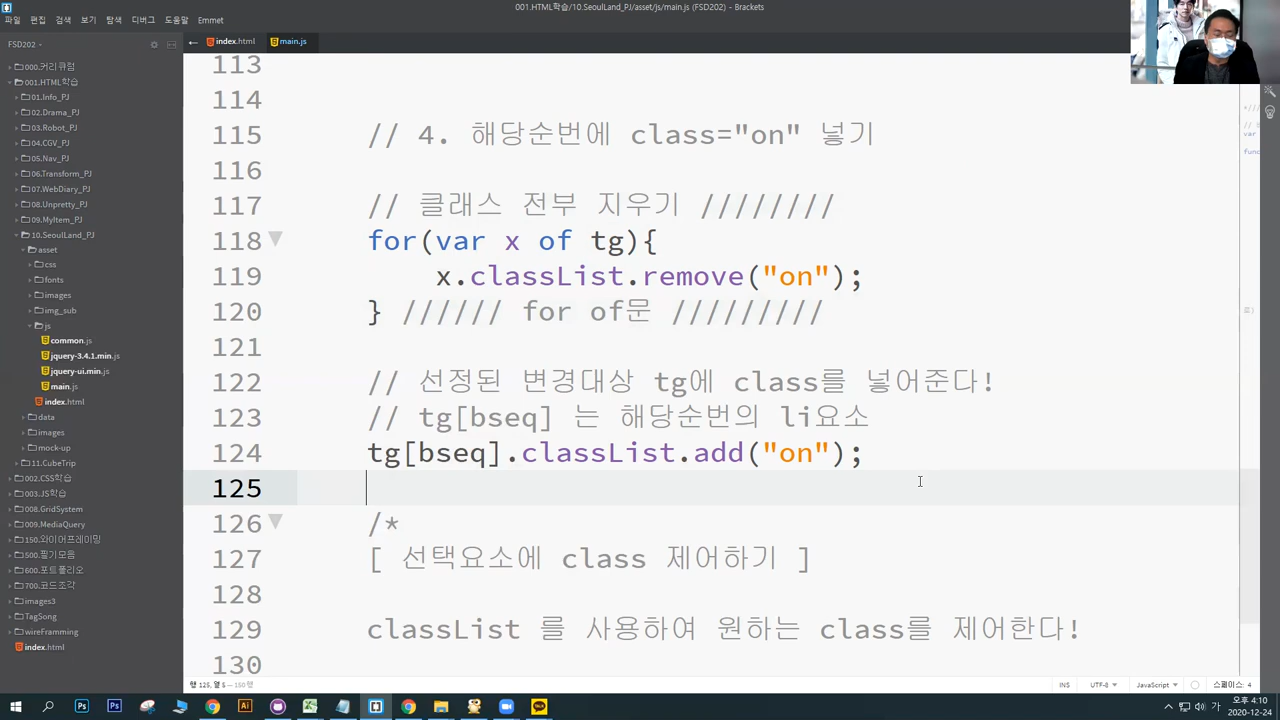 001.HTML학습/10.SeoulLand_PJ/asset/js/main.js (FSD202) - Brackets
파일 편집 검색 보기 탐색 디버그 도움말 Emmet
FSD202
index.html
main.js
000.커리큐럼
001.HTML학습
01.Info_PJ
02.Drama_PJ
03.Robot_PJ
04.CGV_PJ
05.Nav_PJ
06.Transform_PJ
07.WebDiary_PJ
08.Unpretty_PJ
09.MyItem_PJ
10.SeoulLand_PJ
asset
css
fonts
images
img_sub
js
common.js
jquery-3.4.1.min.js
jquery-ui.min.js
main.js
index.html
data
images
mock-up
11.CubeTrip
002.CSS학습
003.JS학습
008.GridSystem
009.MediaQuery
150.와이어프레이밍
500.필기모음
600.포트폴리오
700.코드조각
images3
TagSong
wireFramming
index.html
113
114
115 // 4. 해당순번에 class="on" 넣기
116
117 // 클래스 전부 지우기 ////////
118 for(var x of tg){
119 x.classList.remove("on");
120 } ////// for of문 /////////
121
122 // 선정된 변경대상 tg에 class를 넣어준다!
123 // tg[bseq] 는 해당순번의 li요소
124 tg[bseq].classList.add("on");
125
126 /*
127 [ 선택요소에 class 제어하기 ]
128
129 classList 를 사용하여 원하는 class를 제어한다!
130
행 125, 열 5 — 150 행
INS UTF-8 JavaScript 스페이스: 4
가
오후 4:10
2020-12-24